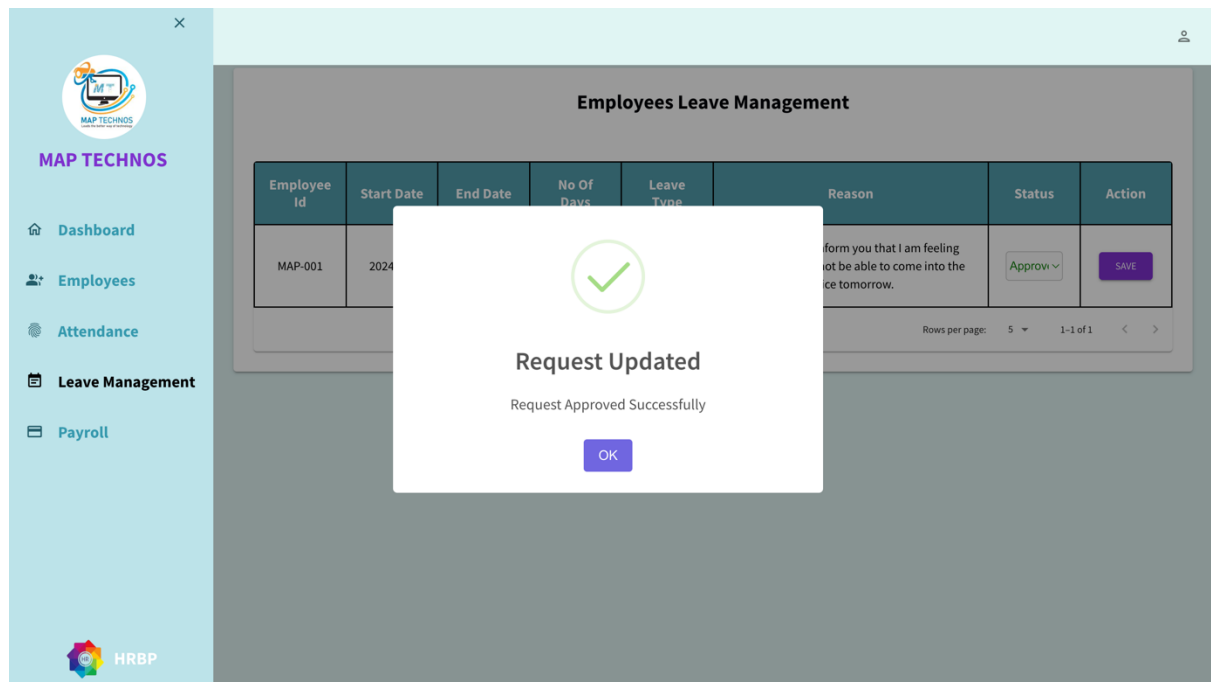 MAP TECHNOS
MAP TECHNOS
Dashboard
Employees
Attendance
Leave Management
Payroll
HRBP
Employees Leave Management
Employee Id
Start Date
End Date
No Of Days
Leave Type
Reason
Status
Action
MAP-001
2024
form you that I am feeling
not be able to come into the
ice tomorrow.
Approv
SAVE
Rows per page:
5
1–1 of 1
Request Updated
Request Approved Successfully
OK